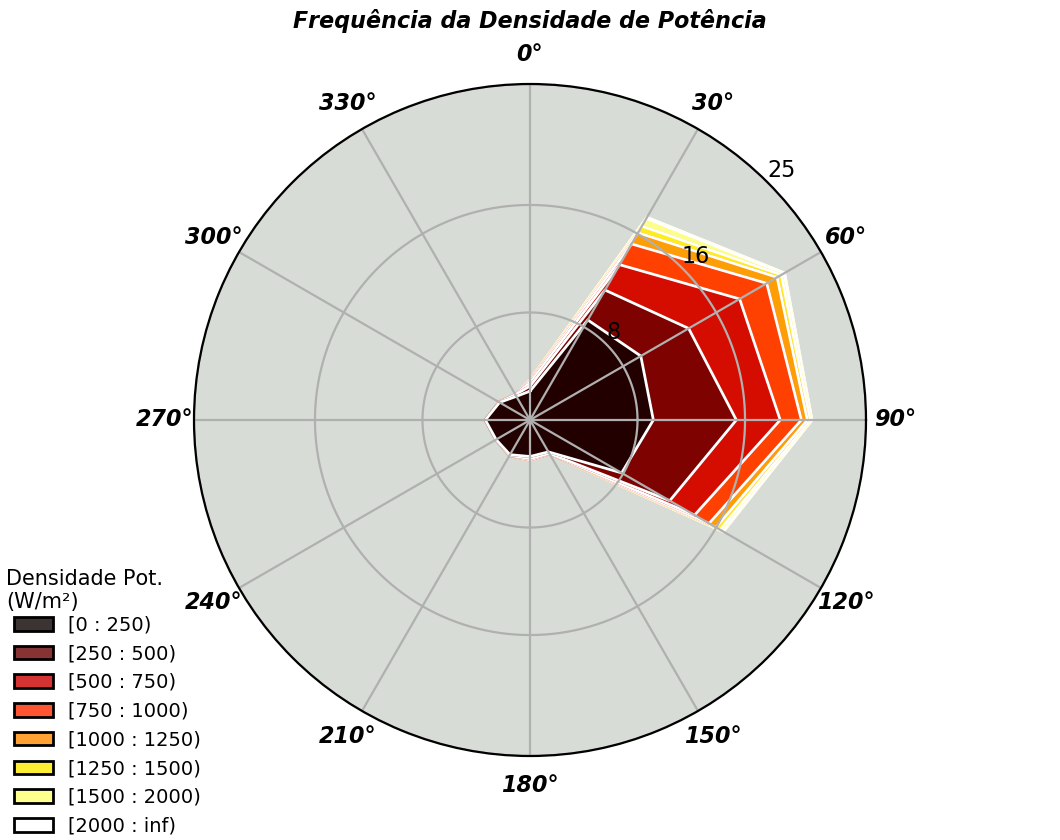 Frequência da Densidade de Potência
0°
330°
30°
25
300°
60°
16
8
270°
90°
240°
120°
210°
150°
180°
Densidade Pot.
(W/m²)
[0 : 250)
[250 : 500)
[500 : 750)
[750 : 1000)
[1000 : 1250)
[1250 : 1500)
[1500 : 2000)
[2000 : inf)